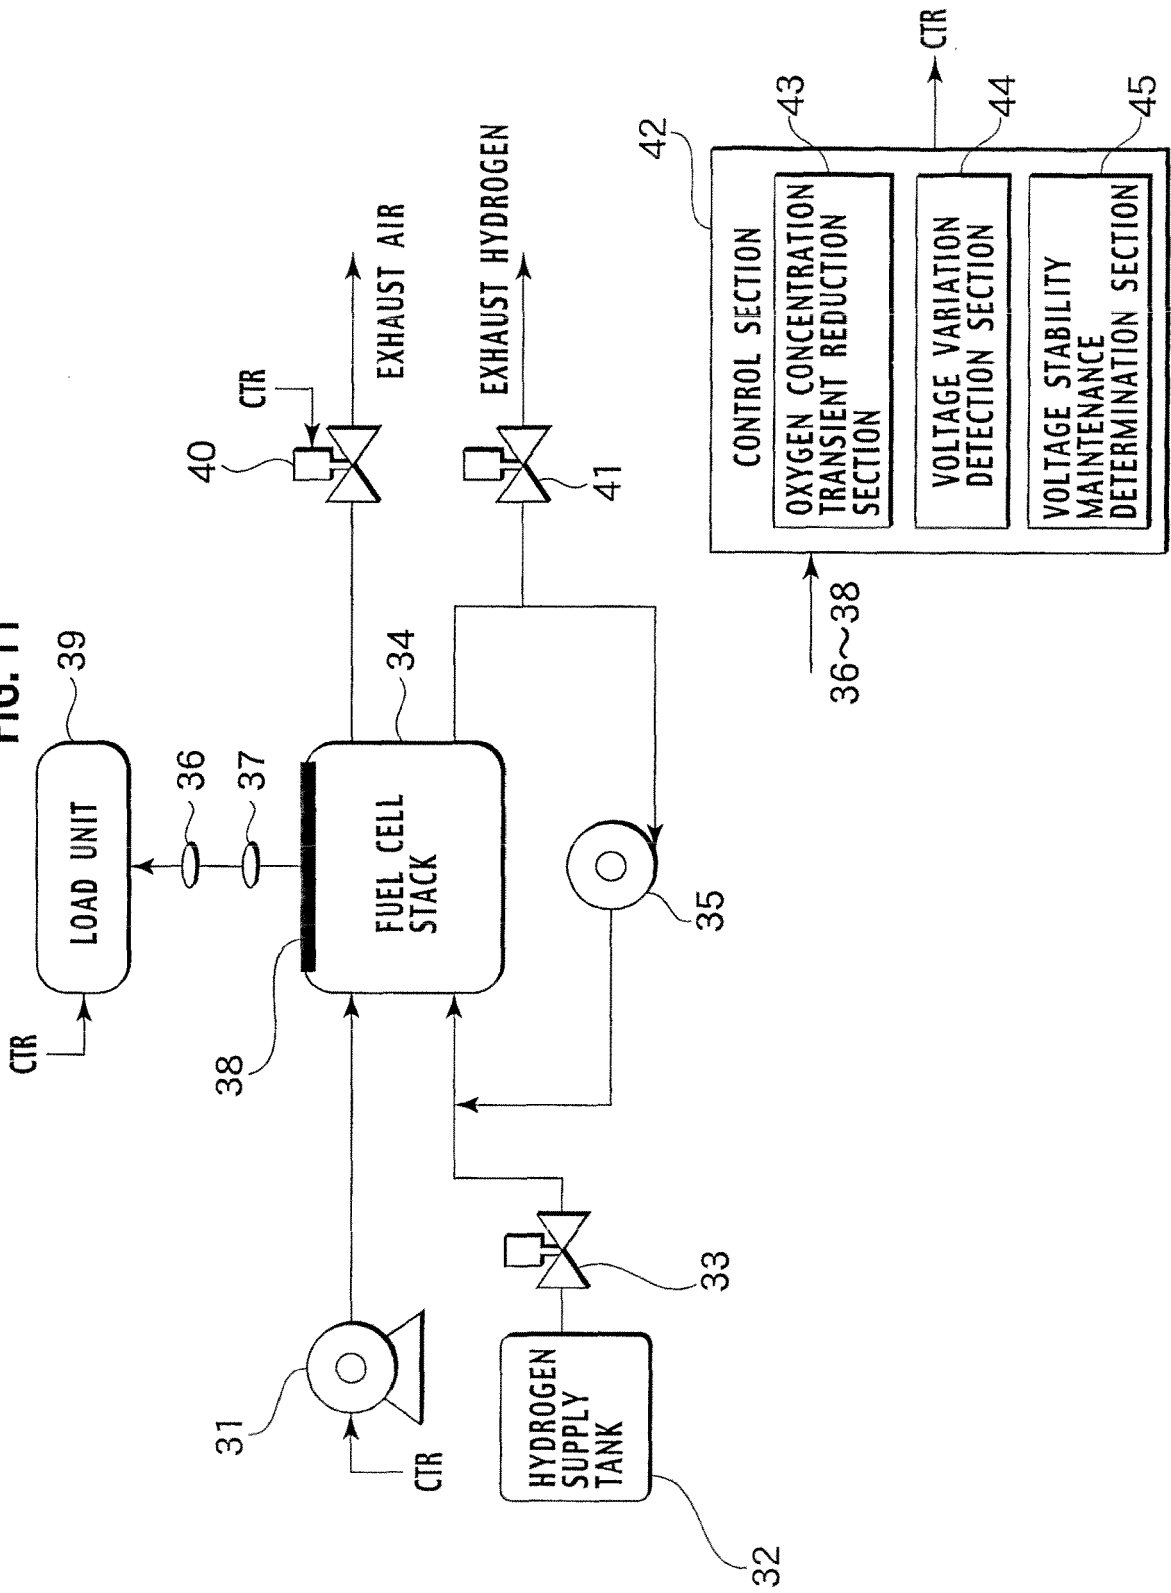 FIG. 11
CTR
LOAD UNIT
39
36
37
38
FUEL CELL
STACK
34
31
CTR
HYDROGEN
SUPPLY
TANK
32
33
35
40
CTR
EXHAUST AIR
EXHAUST HYDROGEN
41
42
CONTROL SECTION
OXYGEN CONCENTRATION
TRANSIENT REDUCTION
SECTION
43
VOLTAGE VARIATION
DETECTION SECTION
44
VOLTAGE STABILITY
MAINTENANCE
DETERMINATION SECTION
45
36~38
CTR